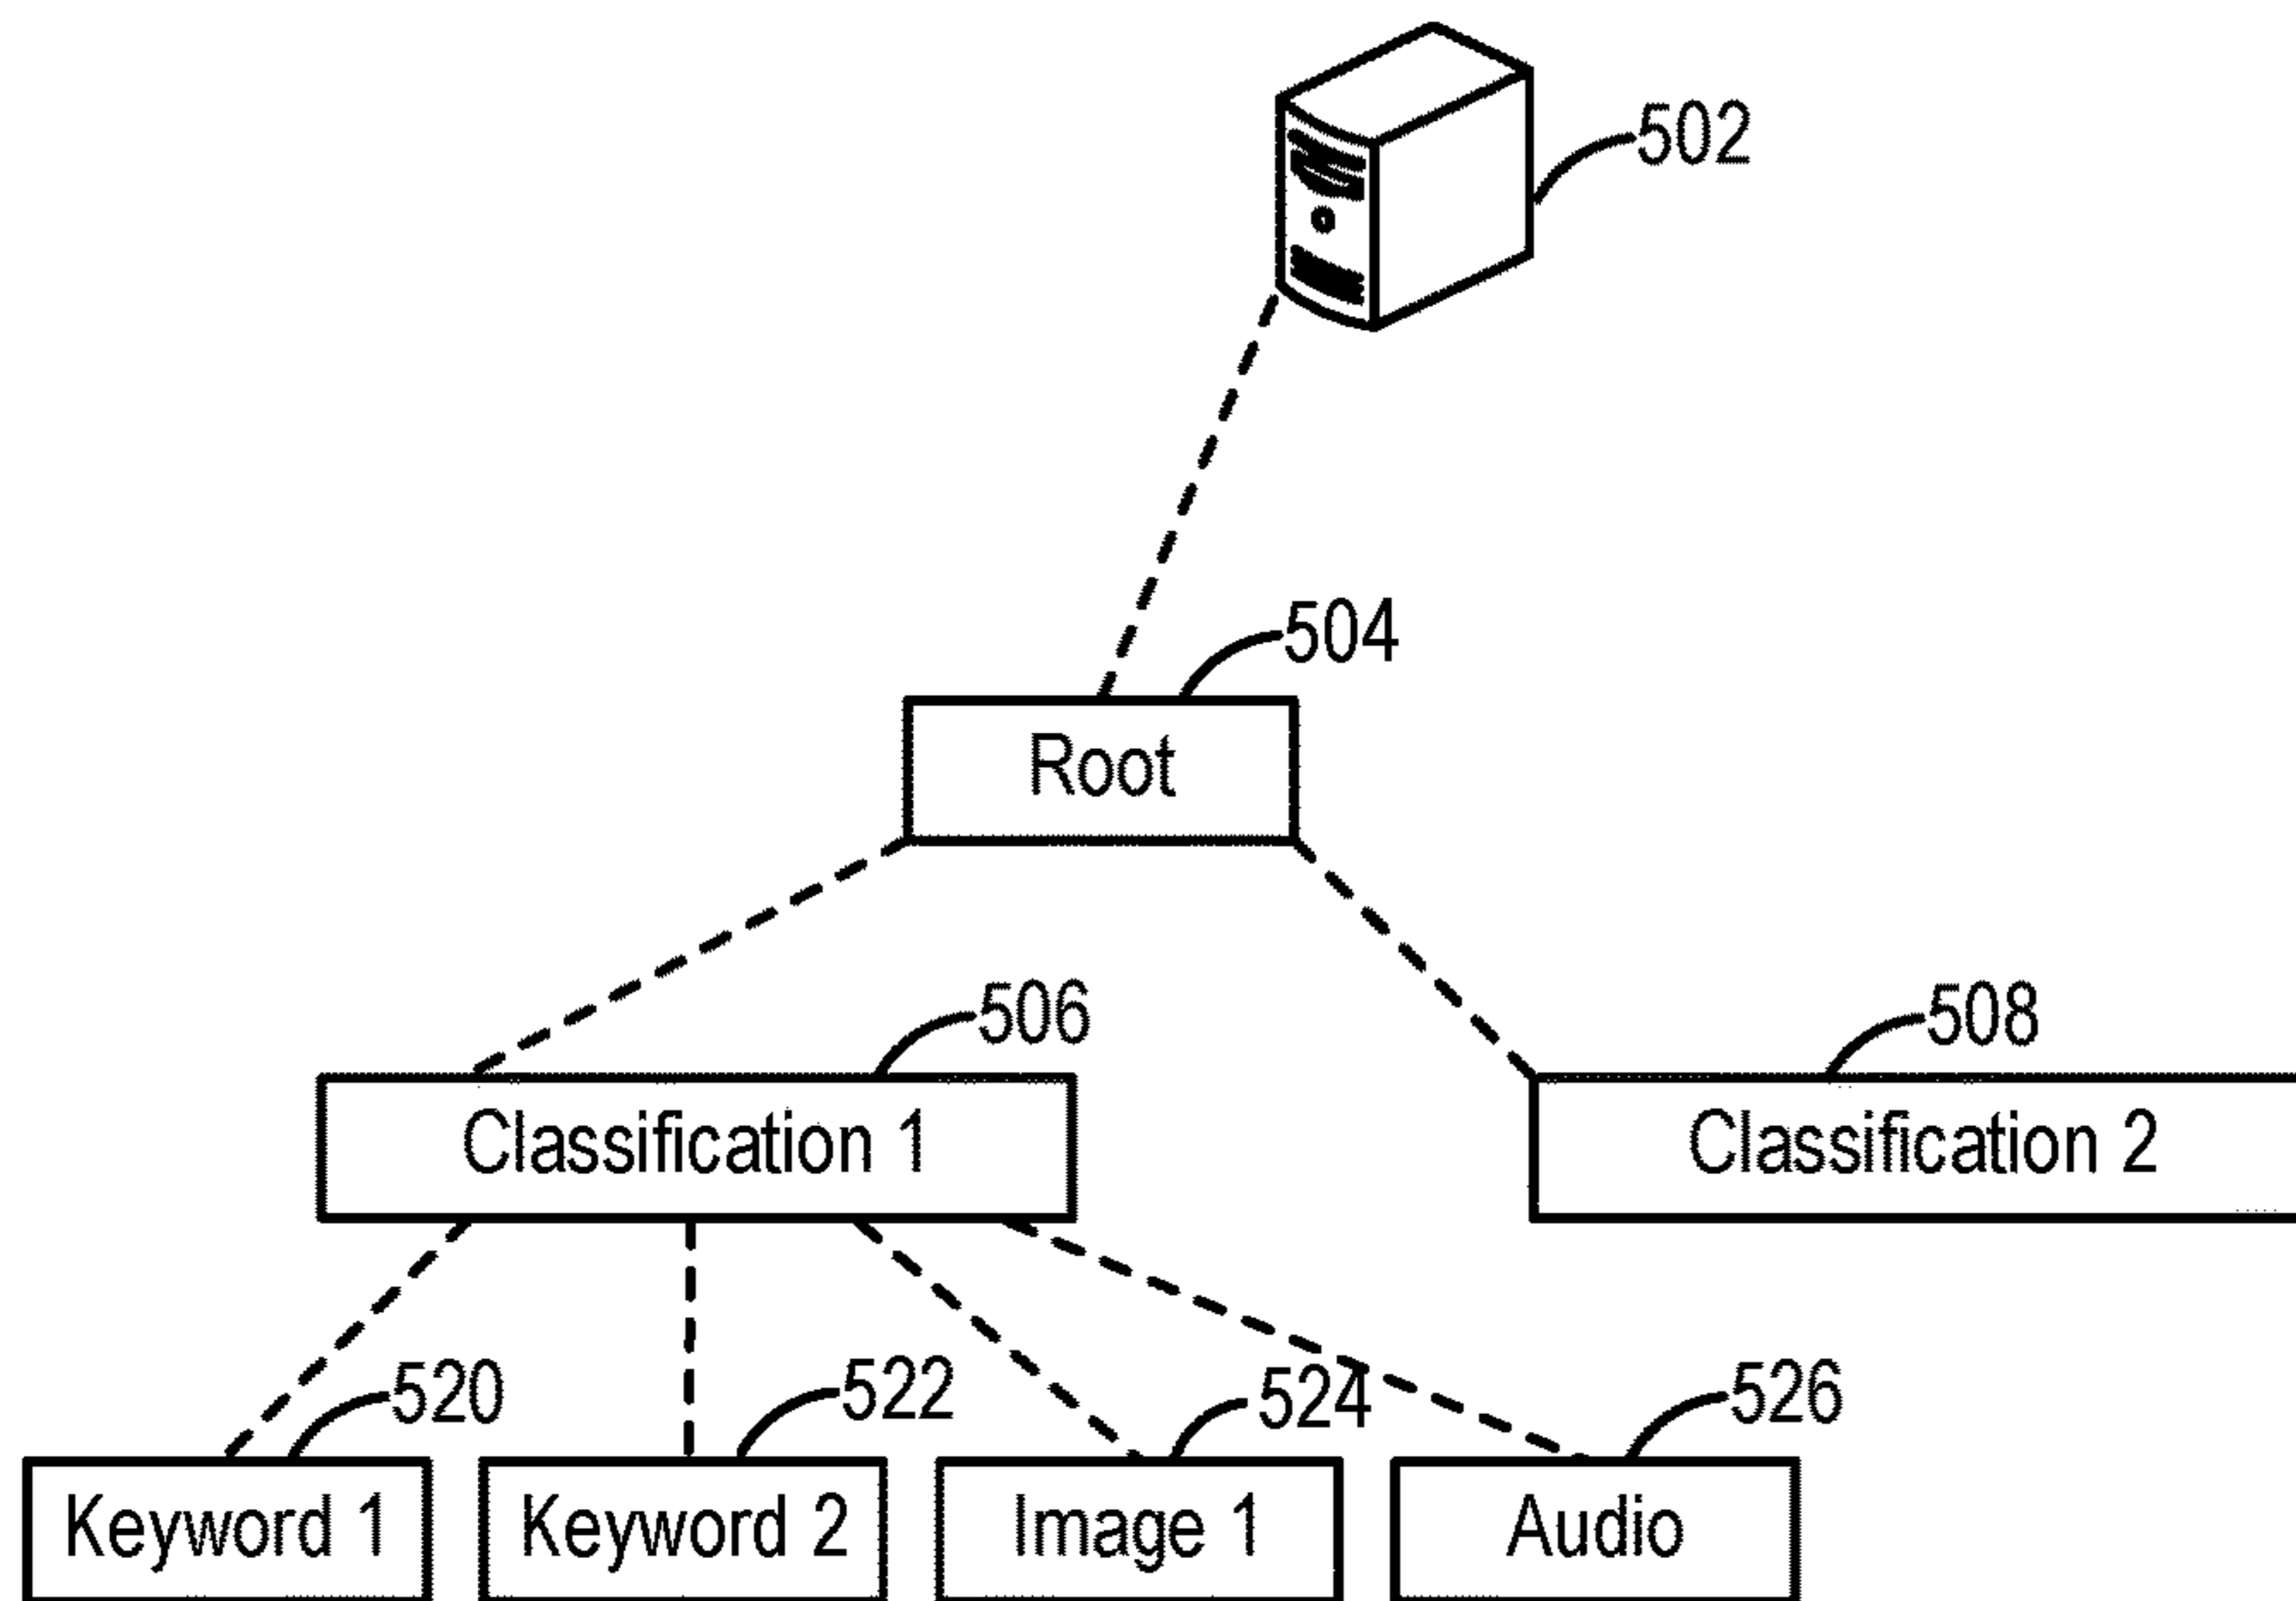 502
504
Root
506
508
Classification 1
Classification 2
520
522
524
526
Keyword 1
Keyword 2
Image 1
Audio